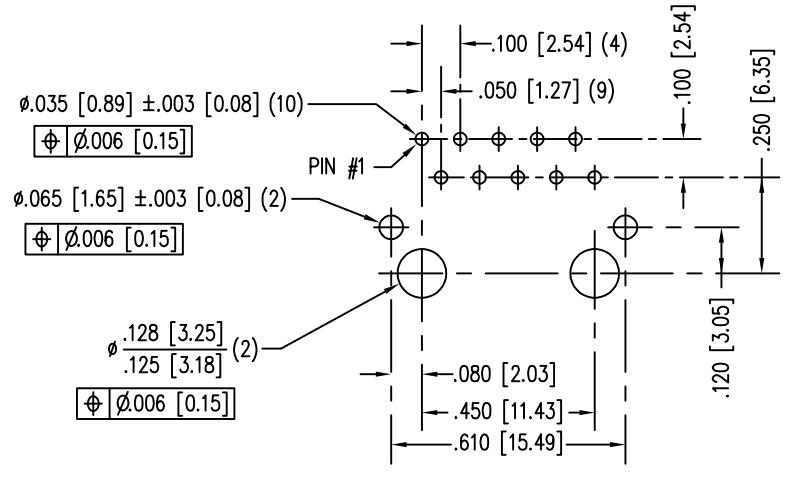 .100 [2.54] (4)
.100 [2.54]
.250 [6.35]
.050 [1.27] (9)
ø.035 [0.89] ±.003 [0.08] (10)
⌖ Ø.006 [0.15]
PIN #1
ø.065 [1.65] ±.003 [0.08] (2)
⌖ Ø.006 [0.15]
.120 [3.05]
ø .128 [3.25]
.125 [3.18] (2)
⌖ Ø.006 [0.15]
.080 [2.03]
.450 [11.43]
.610 [15.49]